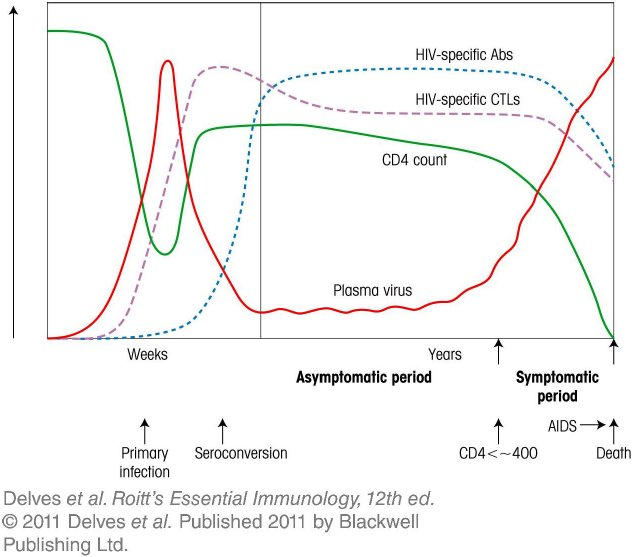 HIV-specific Abs
HIV-specific CTLs
CD4 count
Plasma virus
Weeks
Years
Asymptomatic period
Symptomatic
period
AIDS
Primary
infection
Seroconversion
CD4<~400
Death
Delves et al. Roitt's Essential Immunology, 12th ed.
© 2011 Delves et al. Published 2011 by Blackwell
Publishing Ltd.